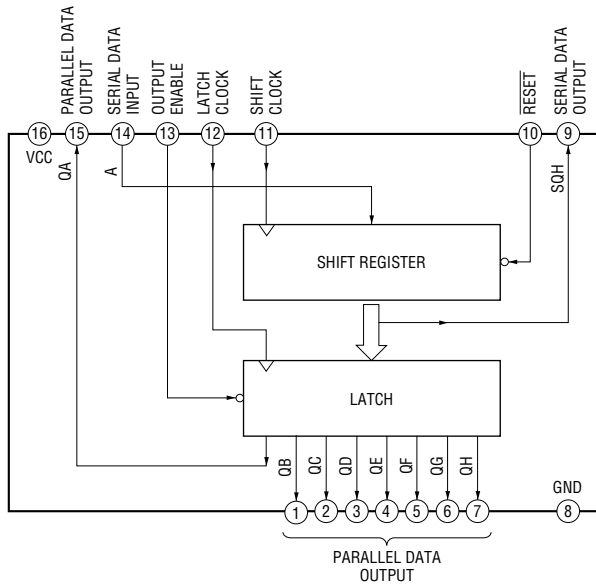 PARALLEL DATA
OUTPUT
SERIAL DATA
INPUT
OUTPUT
ENABLE
LATCH
CLOCK
SHIFT
CLOCK
RESET
SERIAL DATA
OUTPUT
16
15
14
13
12
11
10
9
VCC
QA
A
SQH
SHIFT REGISTER
LATCH
QB
QC
QD
QE
QF
QG
QH
GND
1
2
3
4
5
6
7
8
PARALLEL DATA
OUTPUT